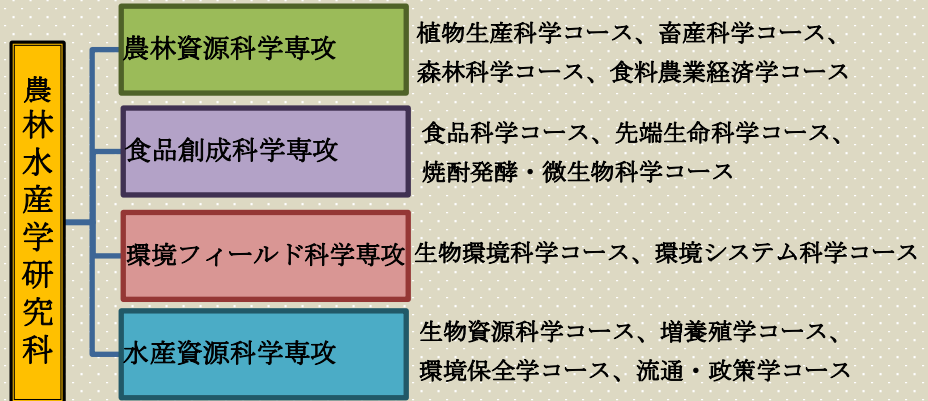 農林水産学研究科
農林資源科学専攻
植物生産科学コース、畜産科学コース、
森林科学コース、食料農業経済学コース
食品創成科学専攻
食品科学コース、先端生命科学コース、
焼酎発酵・微生物科学コース
環境フィールド科学専攻
生物環境科学コース、環境システム科学コース
水産資源科学専攻
生物資源科学コース、増養殖学コース、
環境保全学コース、流通・政策学コース